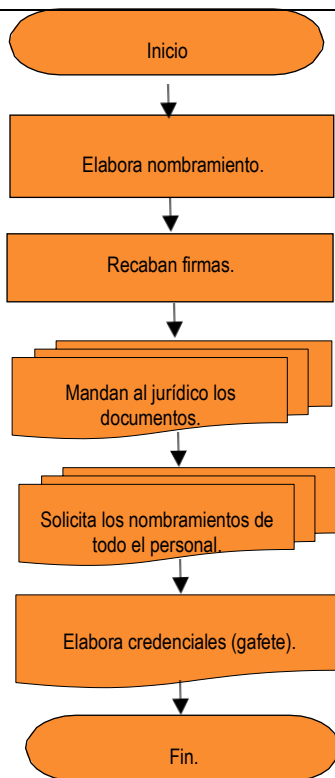 Inicio
Elabora nombramiento.
Recaban firmas.
Mandan al jurídico los
documentos.
Solicita los nombramientos de
todo el personal.
Elabora credenciales (gafete).
Fin.